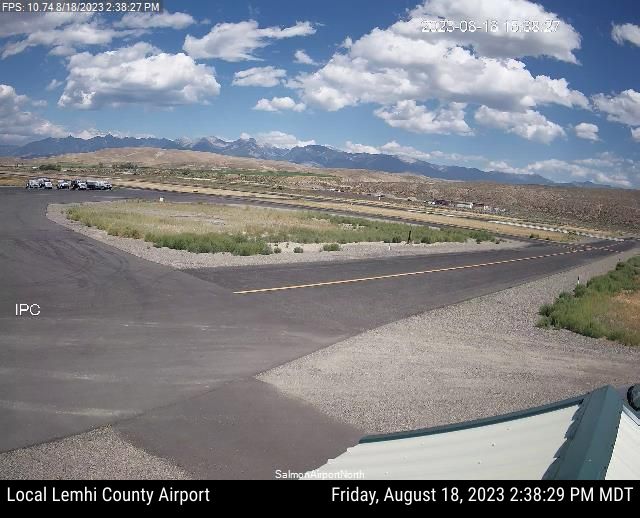 FPS: 10.74 8/18/2023 2:38:27 PM
2023-08-18 15:38:27
IPC
SalmonAirportNorth
Local Lemhi County Airport
Friday, August 18, 2023 2:38:29 PM MDT